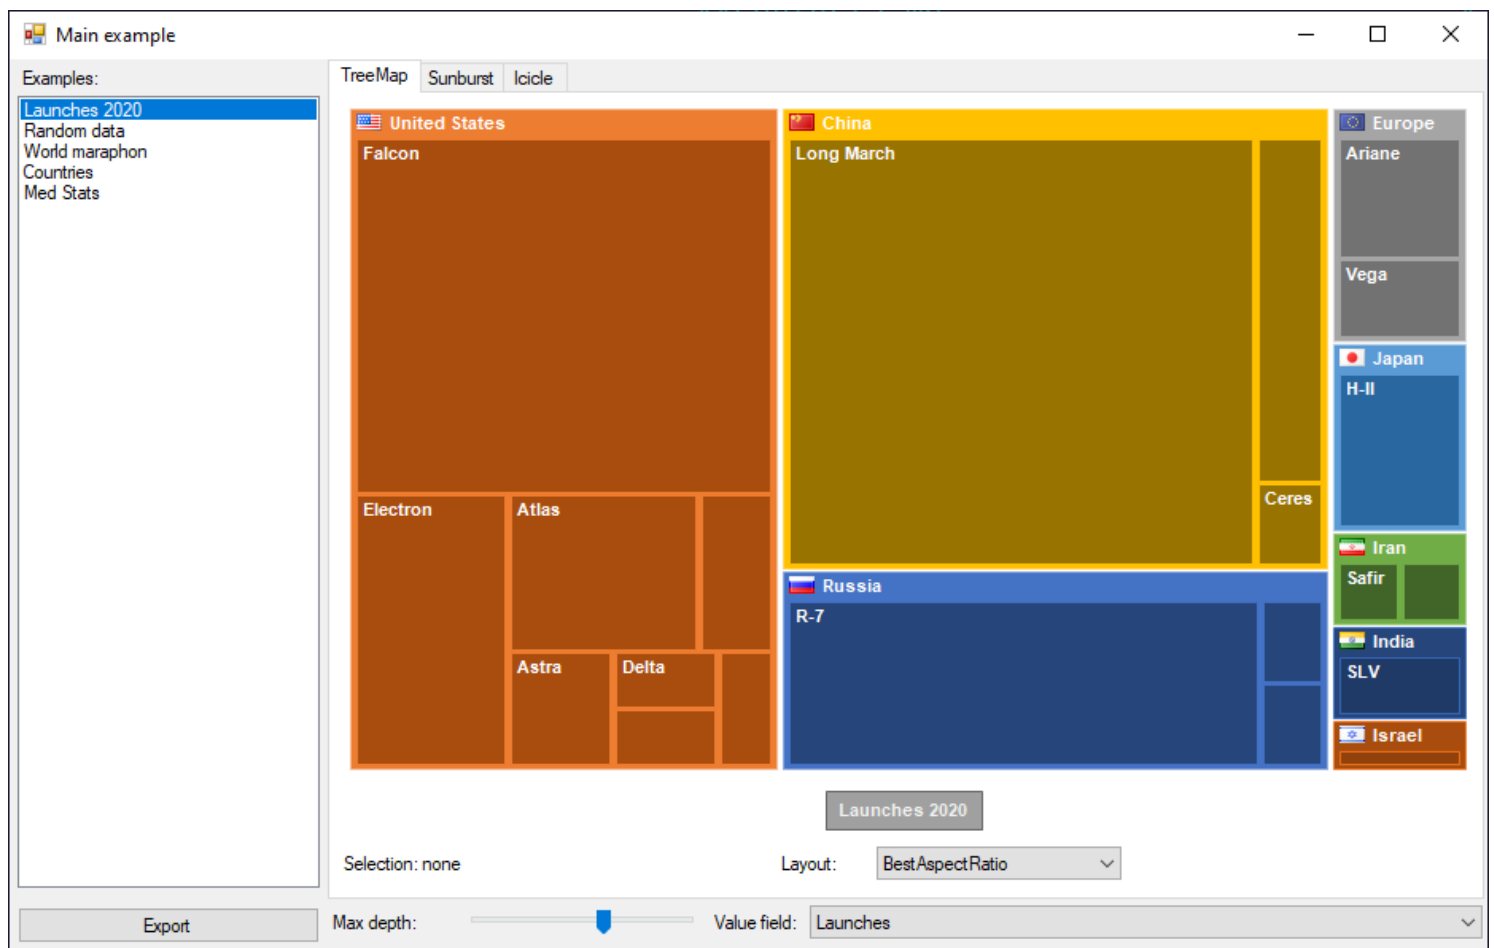 Main example
Examples:
Launches 2020
Random data
World maraphon
Countries
Med Stats
Export
TreeMap
Sunburst
Icicle
United States
Falcon
Electron
Atlas
Astra
Delta
China
Long March
Ceres
Russia
R-7
Europe
Ariane
Vega
Japan
H-II
Iran
Safir
India
SLV
Israel
Launches 2020
Selection: none
Layout:
BestAspectRatio
Max depth:
Value field:
Launches